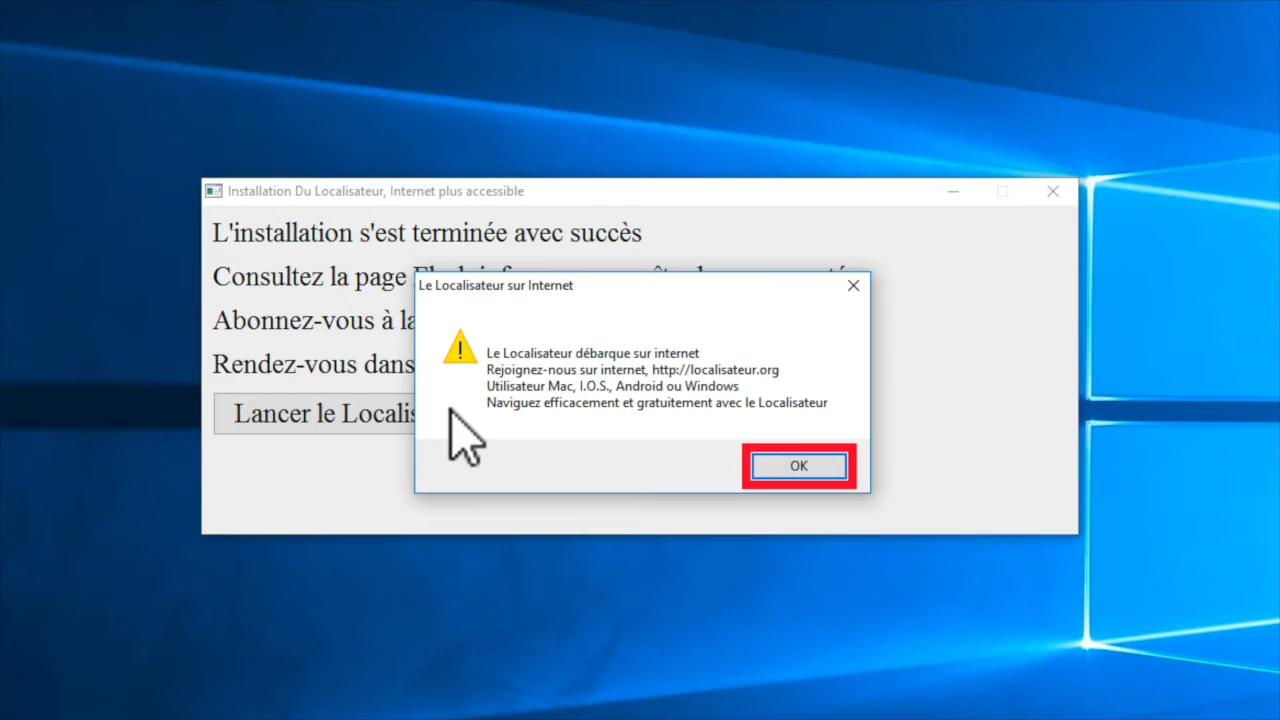 Installation Du Localisateur, Internet plus accessible
L'installation s'est terminée avec succès
Consultez la page
Abonnez-vous à la
Rendez-vous dans
Lancer le
Le Localisateur sur Internet
Le Localisateur débarque sur internet
Rejoignez-nous sur internet, http://localisateur.org
Utilisateur Mac, I.O.S., Android ou Windows
Naviguez efficacement et gratuitement avec le Localisateur
OK